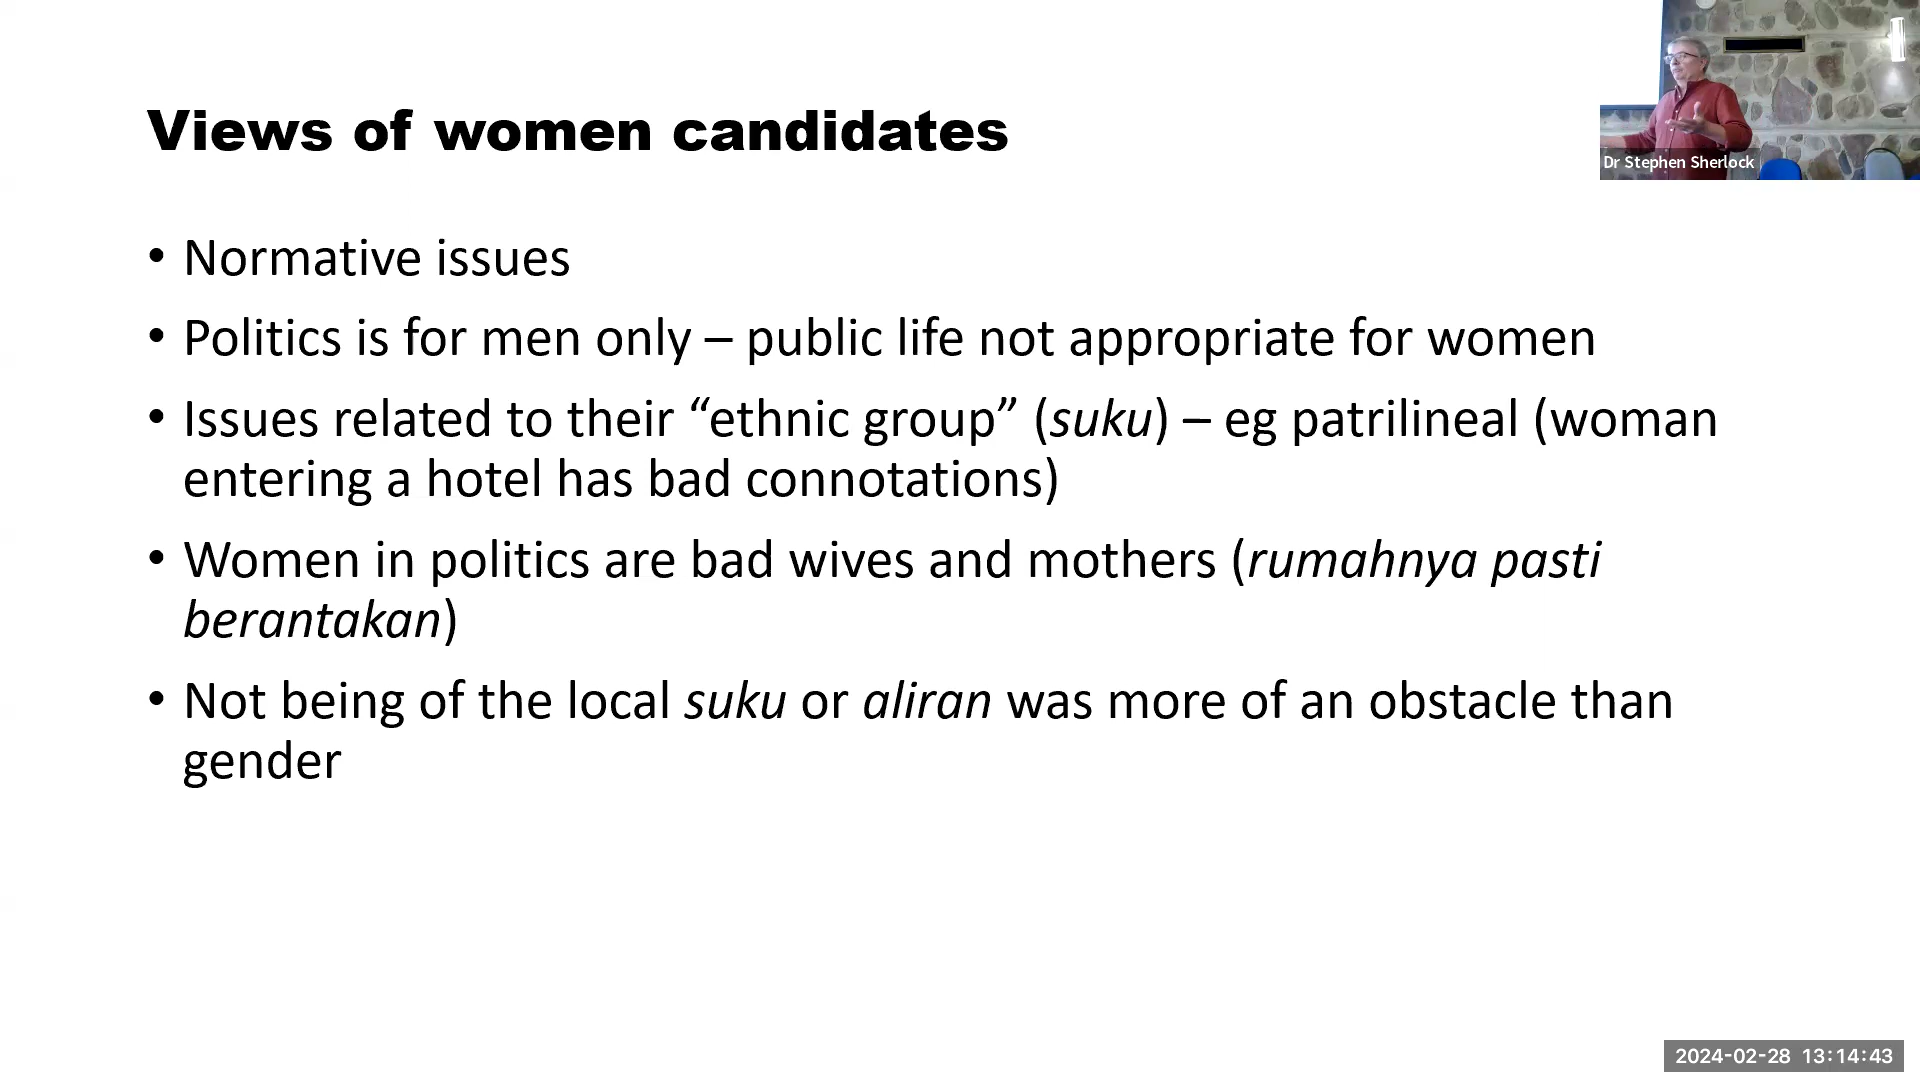 Views of women candidates
Dr Stephen Sherlock
• Normative issues
• Politics is for men only – public life not appropriate for women
• Issues related to their “ethnic group” (suku) – eg patrilineal (woman
entering a hotel has bad connotations)
• Women in politics are bad wives and mothers (rumahnya pasti
berantakan)
• Not being of the local suku or aliran was more of an obstacle than
gender
2024-02-28 13:14:43